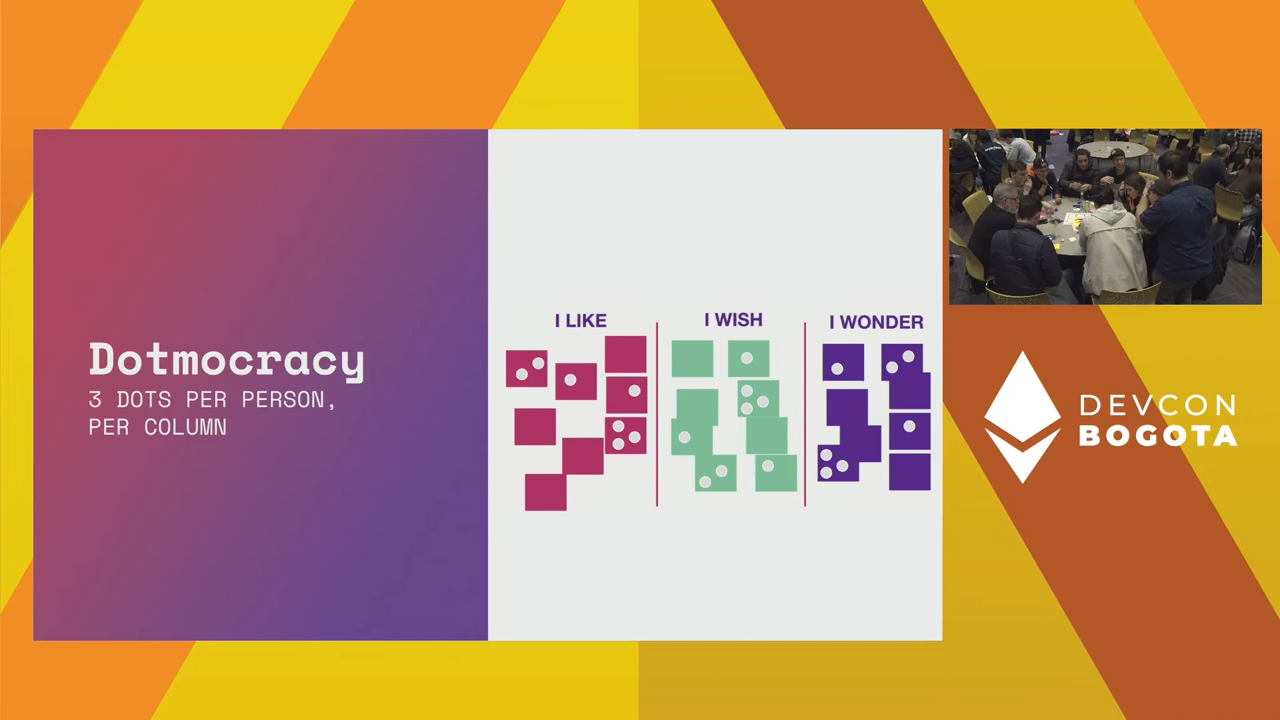 Dotmocracy
3 DOTS PER PERSON,
PER COLUMN
I LIKE
I WISH
I WONDER
DEVCON
BOGOTA